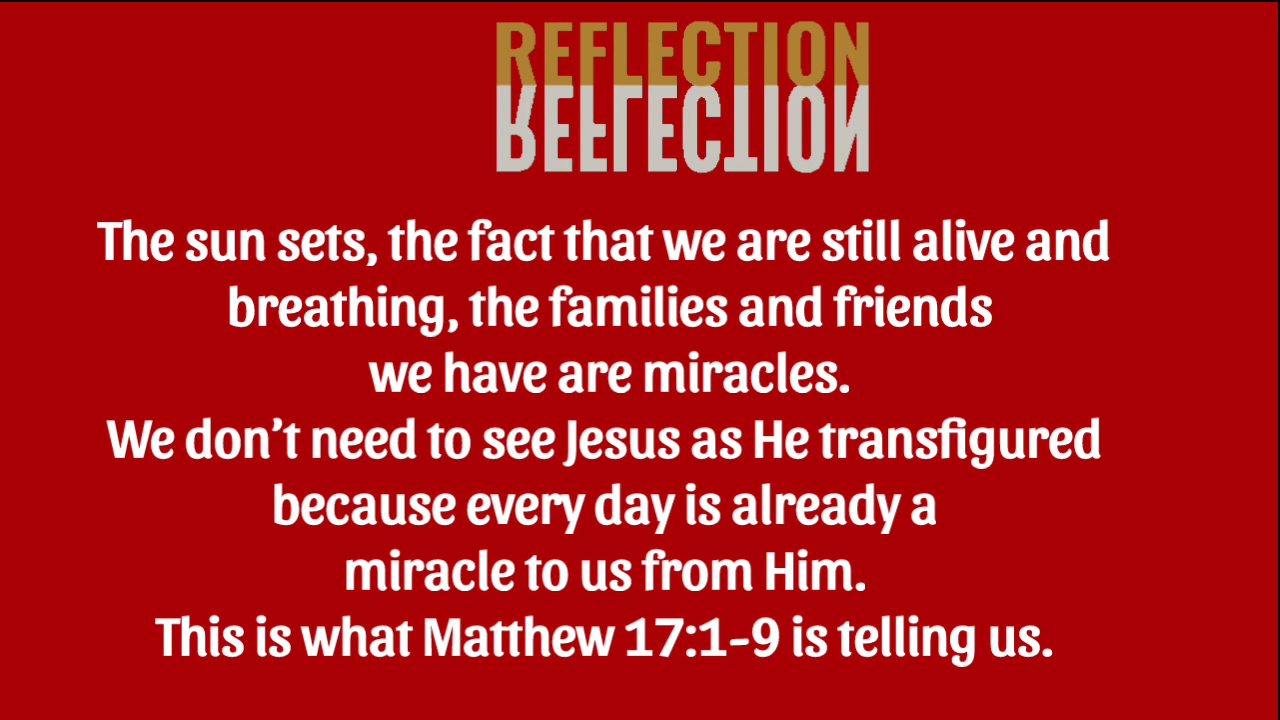 REFLECTION
REFLECTION
The sun sets, the fact that we are still alive and
breathing, the families and friends
we have are miracles.
We don’t need to see Jesus as He transfigured
because every day is already a
miracle to us from Him.
This is what Matthew 17:1-9 is telling us.